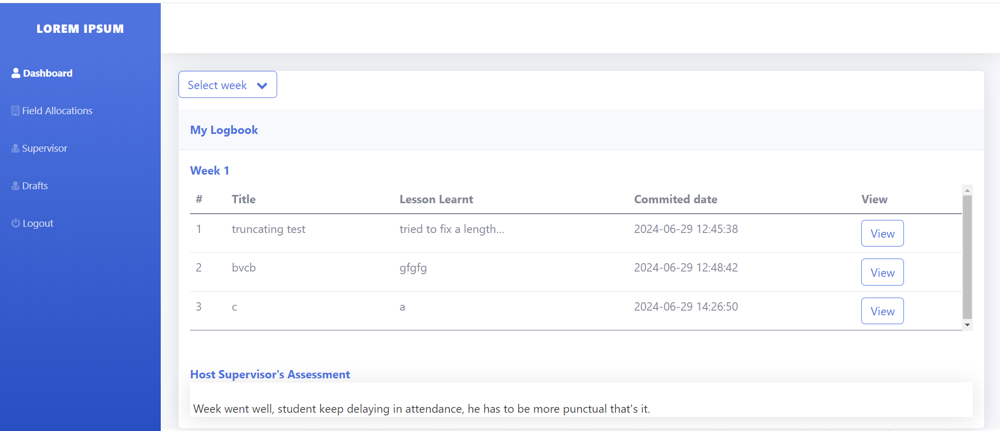 LOREM IPSUM
Dashboard
Field Allocations
Supervisor
Drafts
Logout
Select week
My Logbook
Week 1
# Title Lesson Learnt Commited date View
1 truncating test tried to fix a length... 2024-06-29 12:45:38 View
2 bvcb gfgfg 2024-06-29 12:48:42 View
3 c a 2024-06-29 14:26:50 View
Host Supervisor's Assessment
Week went well, student keep delaying in attendance, he has to be more punctual that's it.